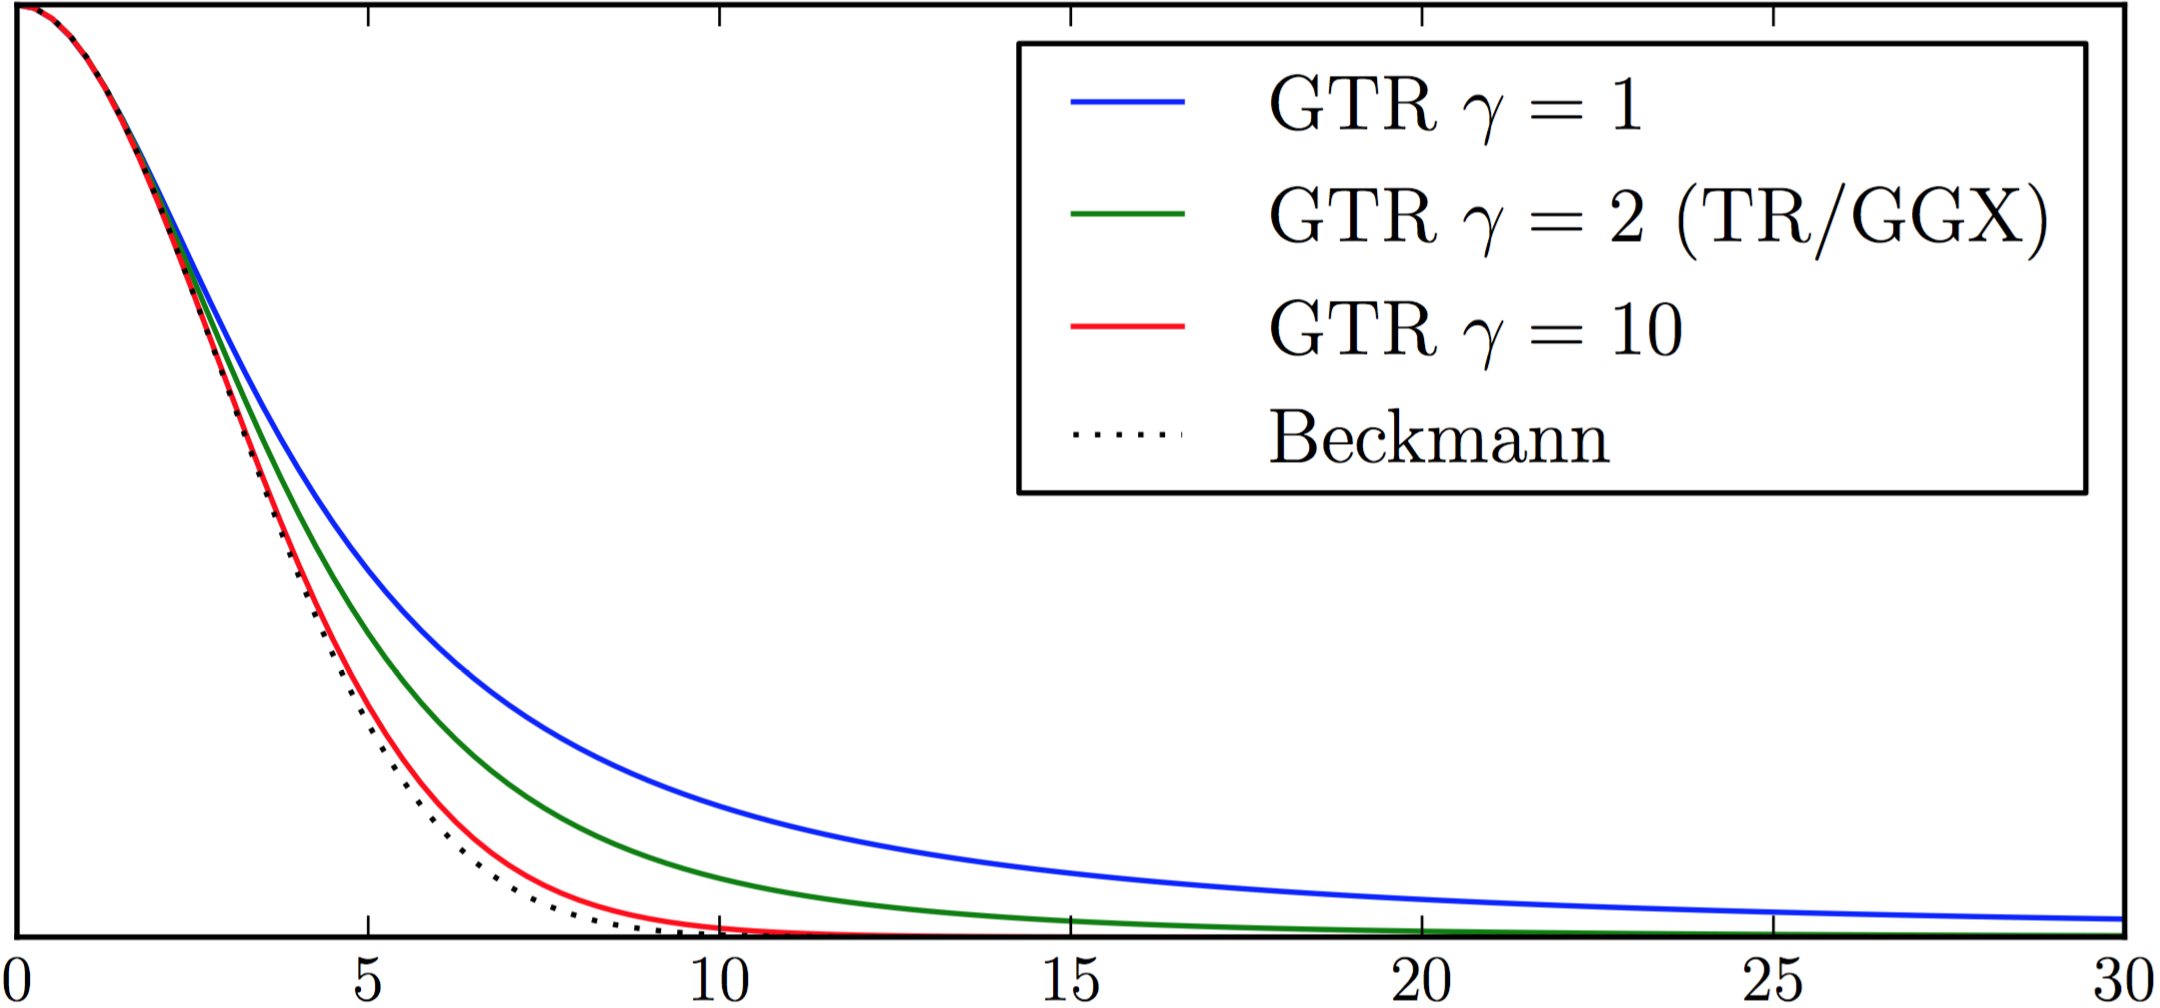 GTR γ = 1
GTR γ = 2 (TR/GGX)
GTR γ = 10
Beckmann
0 5 10 15 20 25 30